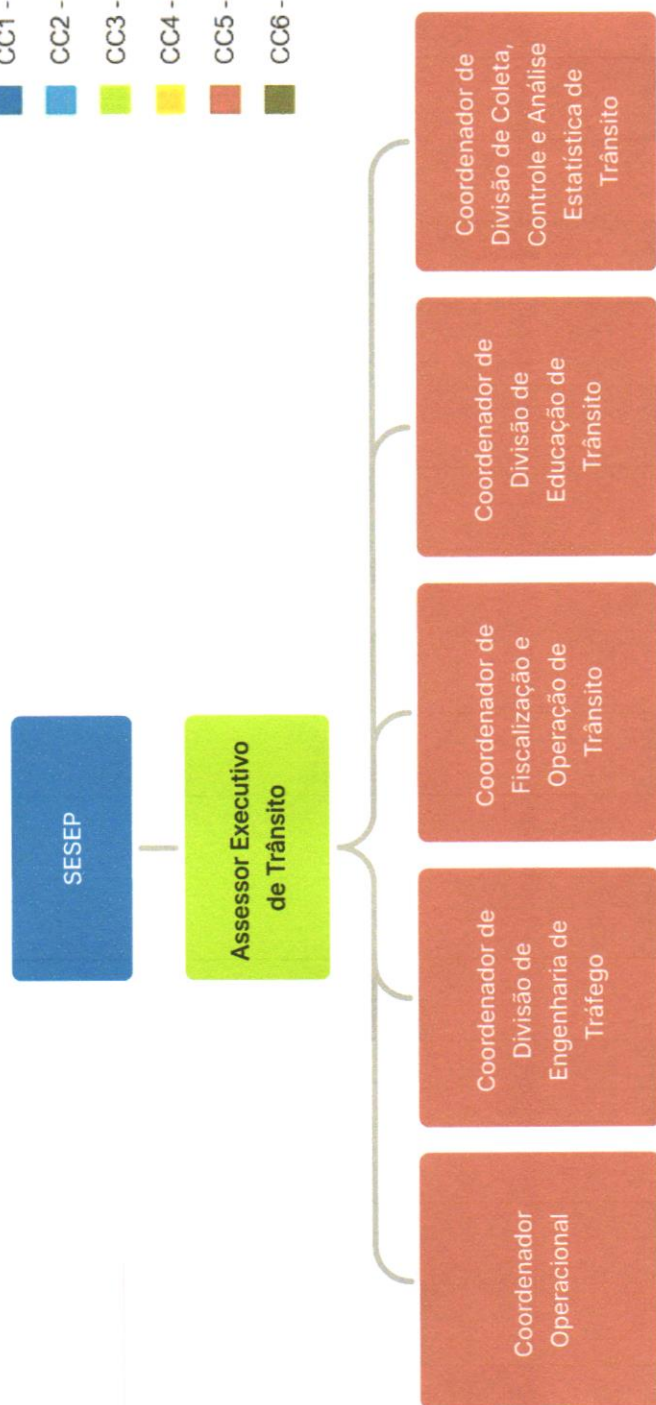 CC1 -
CC2 -
CC3 -
CC4 -
CC5 -
CC6 -
SESEP
Assessor Executivo
de Trânsito
Coordenador
Operacional
Coordenador de
Divisão de
Engenharia de
Tráfego
Coordenador de
Fiscalização e
Operação de
Trânsito
Coordenador de
Divisão de
Educação de
Trânsito
Coordenador de
Divisão de Coleta,
Controle e Análise
Estatística de
Trânsito